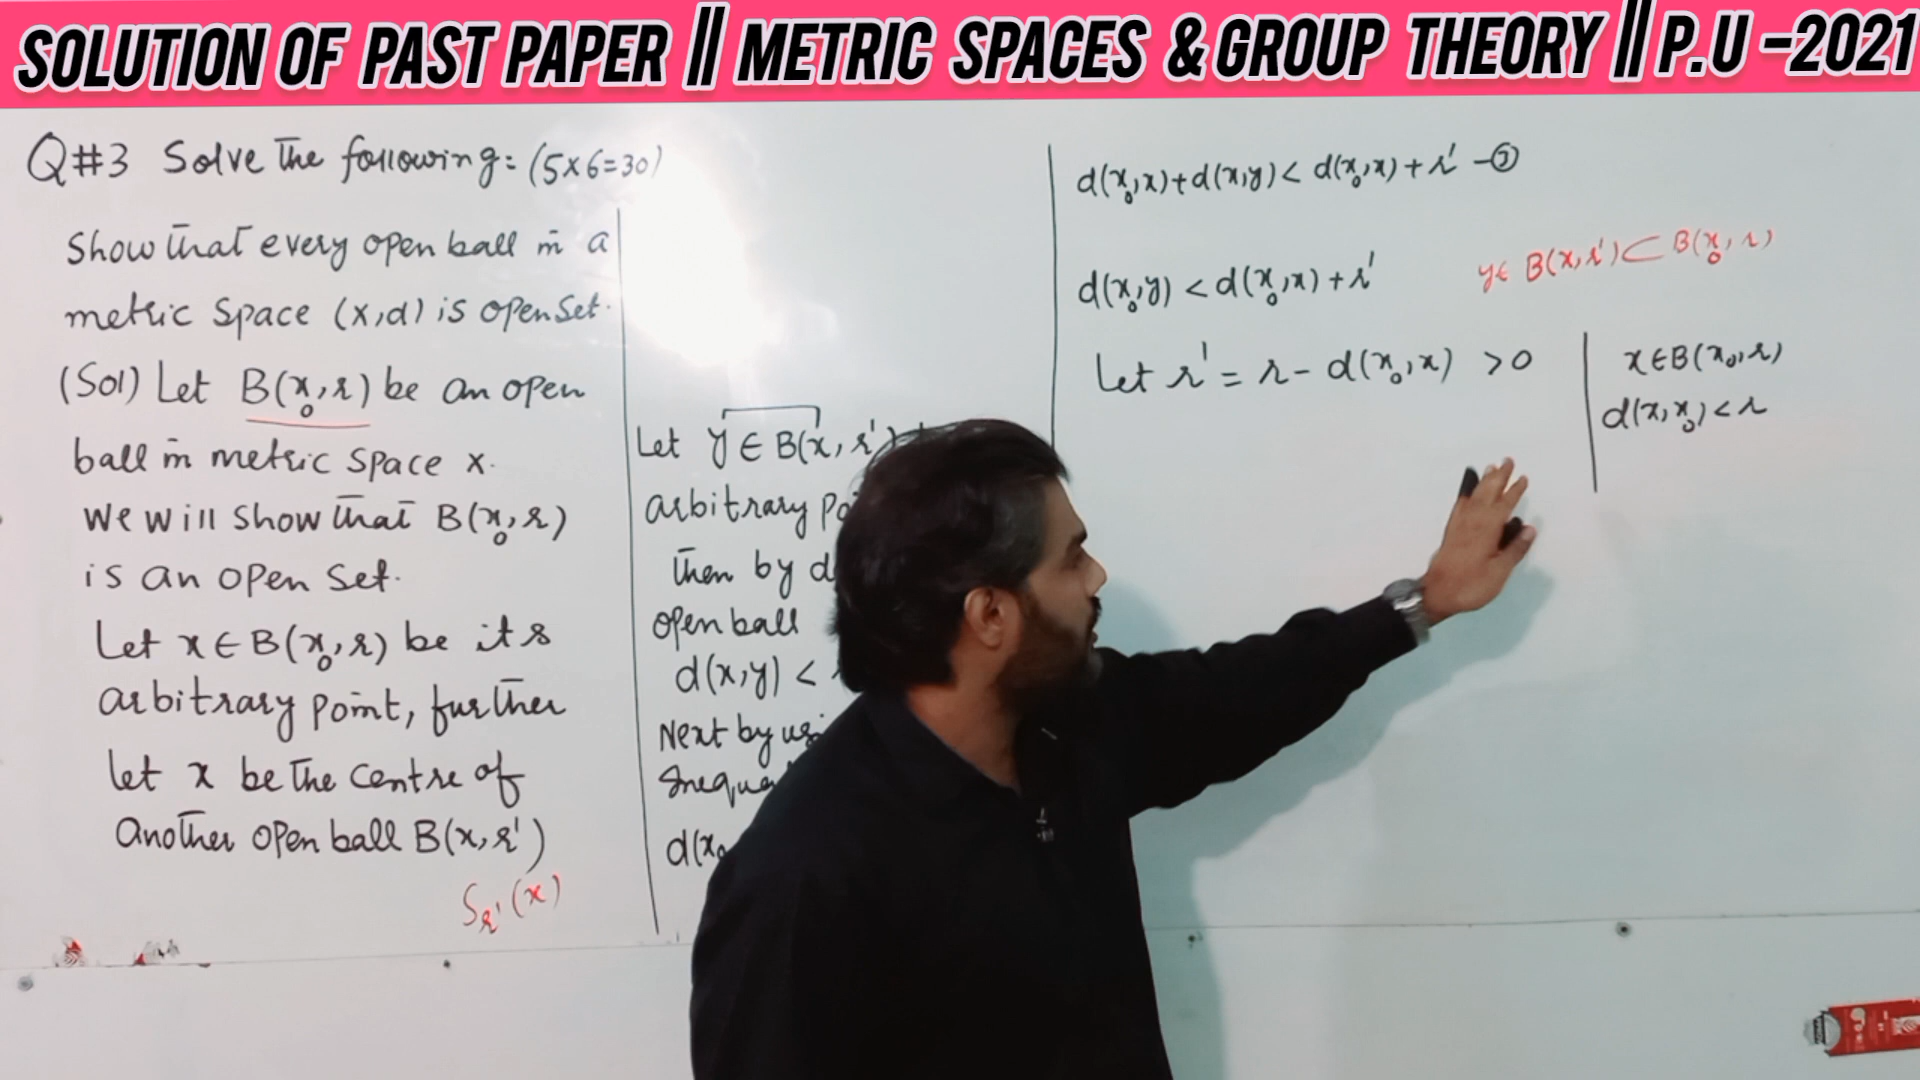 SOLUTION OF PAST PAPER || METRIC SPACES & GROUP THEORY || P.U -2021
Q#3 Solve the following: (5×6=30)
Show that every open ball in a
metric space (X,d) is open set.
(Sol) Let B(x₀,r) be an open
ball in metric space X.
We will show that B(x₀,r)
is an open set.
Let x∈B(x₀,r) be its
arbitrary point, further
let x be the centre of
another open ball B(x,r')
Sr'(x)
Let y∈B(x,r')
arbitrary
then by
open ball
d(x,y) <
Next by
d(x₀
d(x₀,x)+d(x,y) < d(x₀,x)+r' -②
d(x₀,y) < d(x₀,x)+r'
y∈ B(x,r')⊂B(x₀,r)
Let r' = r - d(x₀,x) >0
x∈B(x₀,r)
d(x,x₀)<r